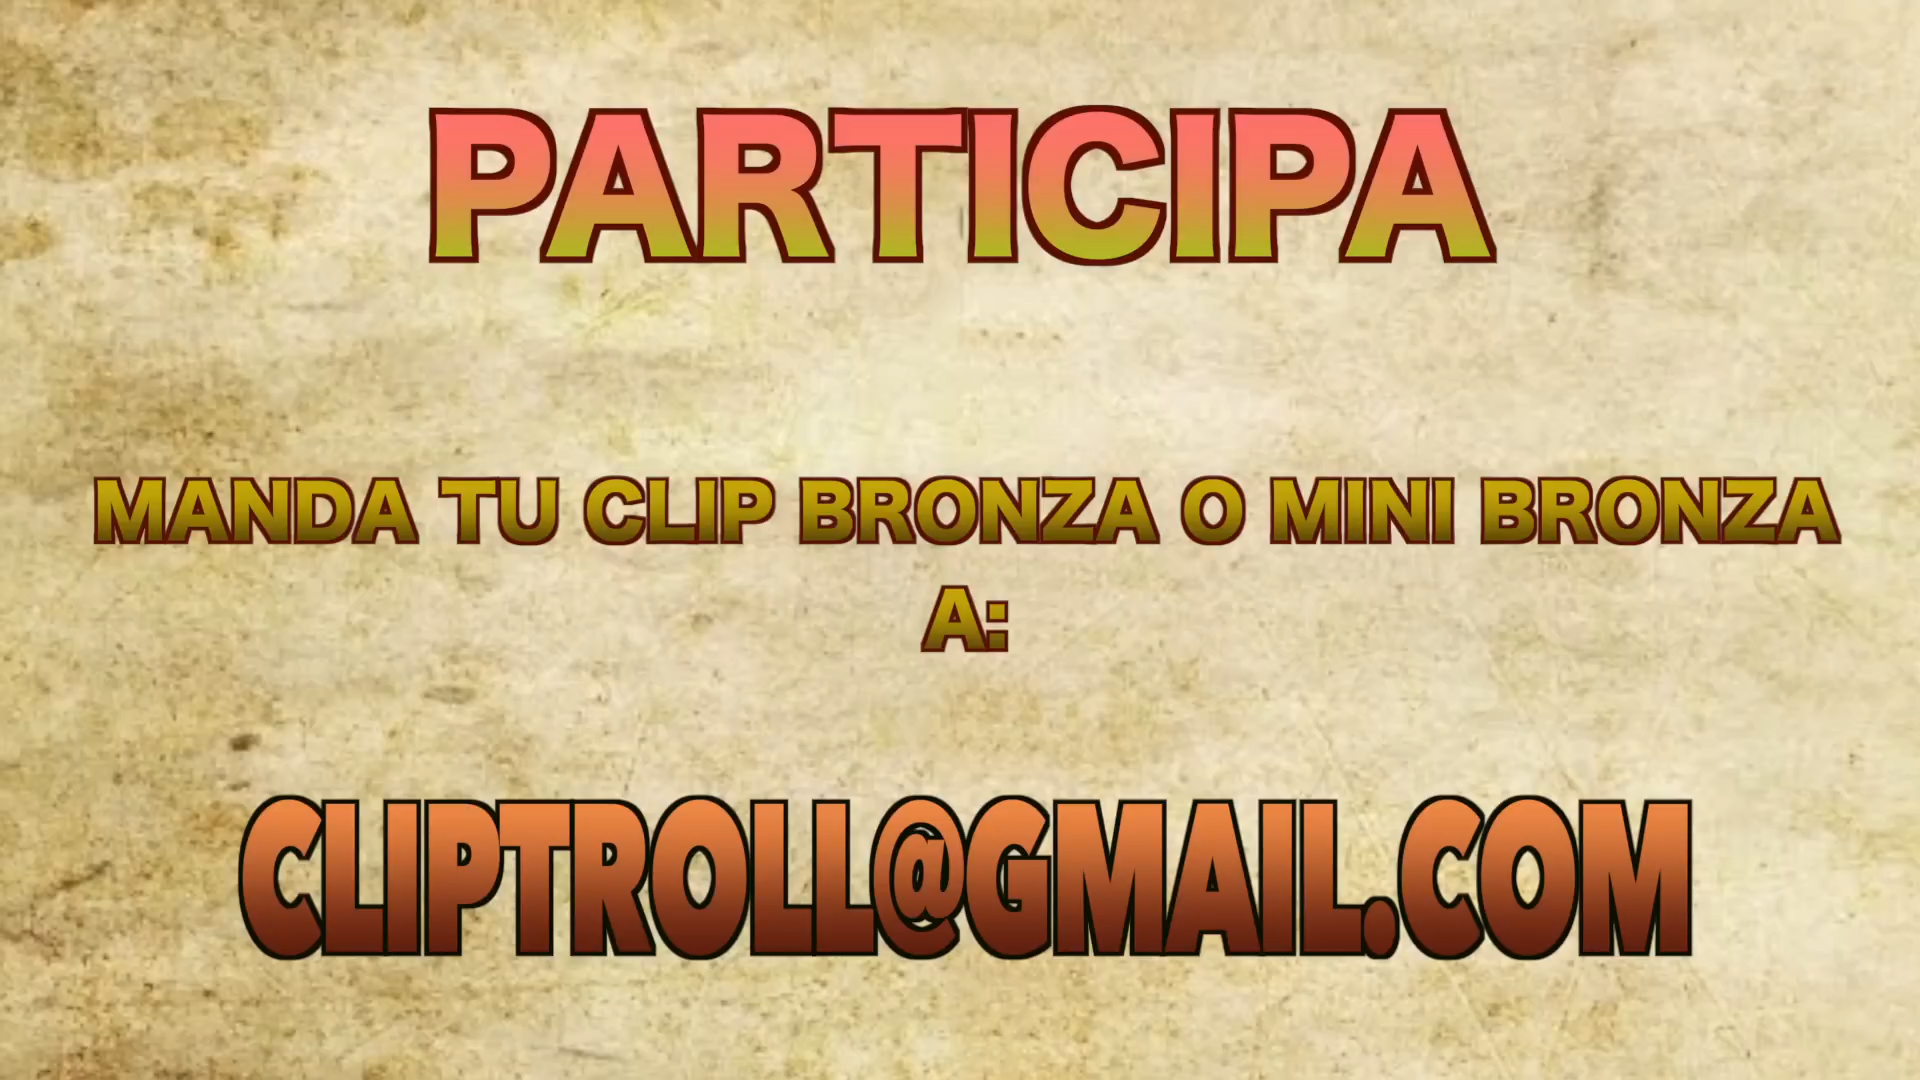 PARTICIPA
MANDA TU CLIP BRONZA O MINI BRONZA
A:
CLIPTROLL@GMAIL.COM